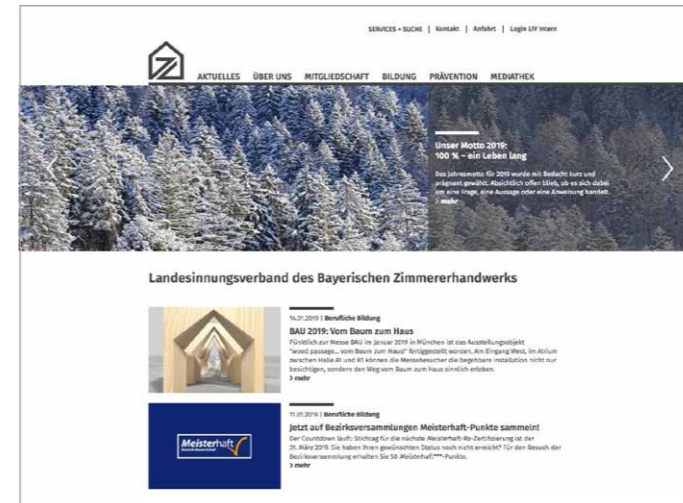 SERVICES + SUCHE | Kontakt | Anfahrt | Login LIV Intern
AKTUELLES ÜBER UNS MITGLIEDSCHAFT BILDUNG PRÄVENTION MEDIATHEK
Unser Motto 2019:
100 % – ein Leben lang
Das Jahresmotto für 2019 wurde mit Bedacht kurz und
prägnant gewählt. Absichtlich offen blieb, ob es sich dabei
um eine Frage, eine Aussage oder eine Anweisung handelt.
> mehr
Landesinnungsverband des Bayerischen Zimmererhandwerks
14.01.2019 | Berufliche Bildung
BAU 2019: Vom Baum zum Haus
Pünktlich zur Messe BAU im Januar 2019 in München ist das Ausstellungsobjekt
"wood passage... vom Baum zum Haus" fertiggestellt worden. Am Eingang West, im Atrium
zwischen Halle A1 und B1 können die Messebesucher die begehbare Installation nicht nur
besichtigen, sondern den Weg vom Baum zum Haus sinnlich erleben.
> mehr
Meisterhaft
11.01.2019 | Berufliche Bildung
Jetzt auf Bezirksversammlungen Meisterhaft-Punkte sammeln!
Der Countdown läuft: Stichtag für die nächste Meisterhaft-Re-Zertifizierung ist der
31. März 2019. Sie haben Ihren gewünschten Status noch nicht erreicht? Für den Besuch der
Bezirksversammlung erhalten Sie 50 Meisterhaft***-Punkte.
> mehr